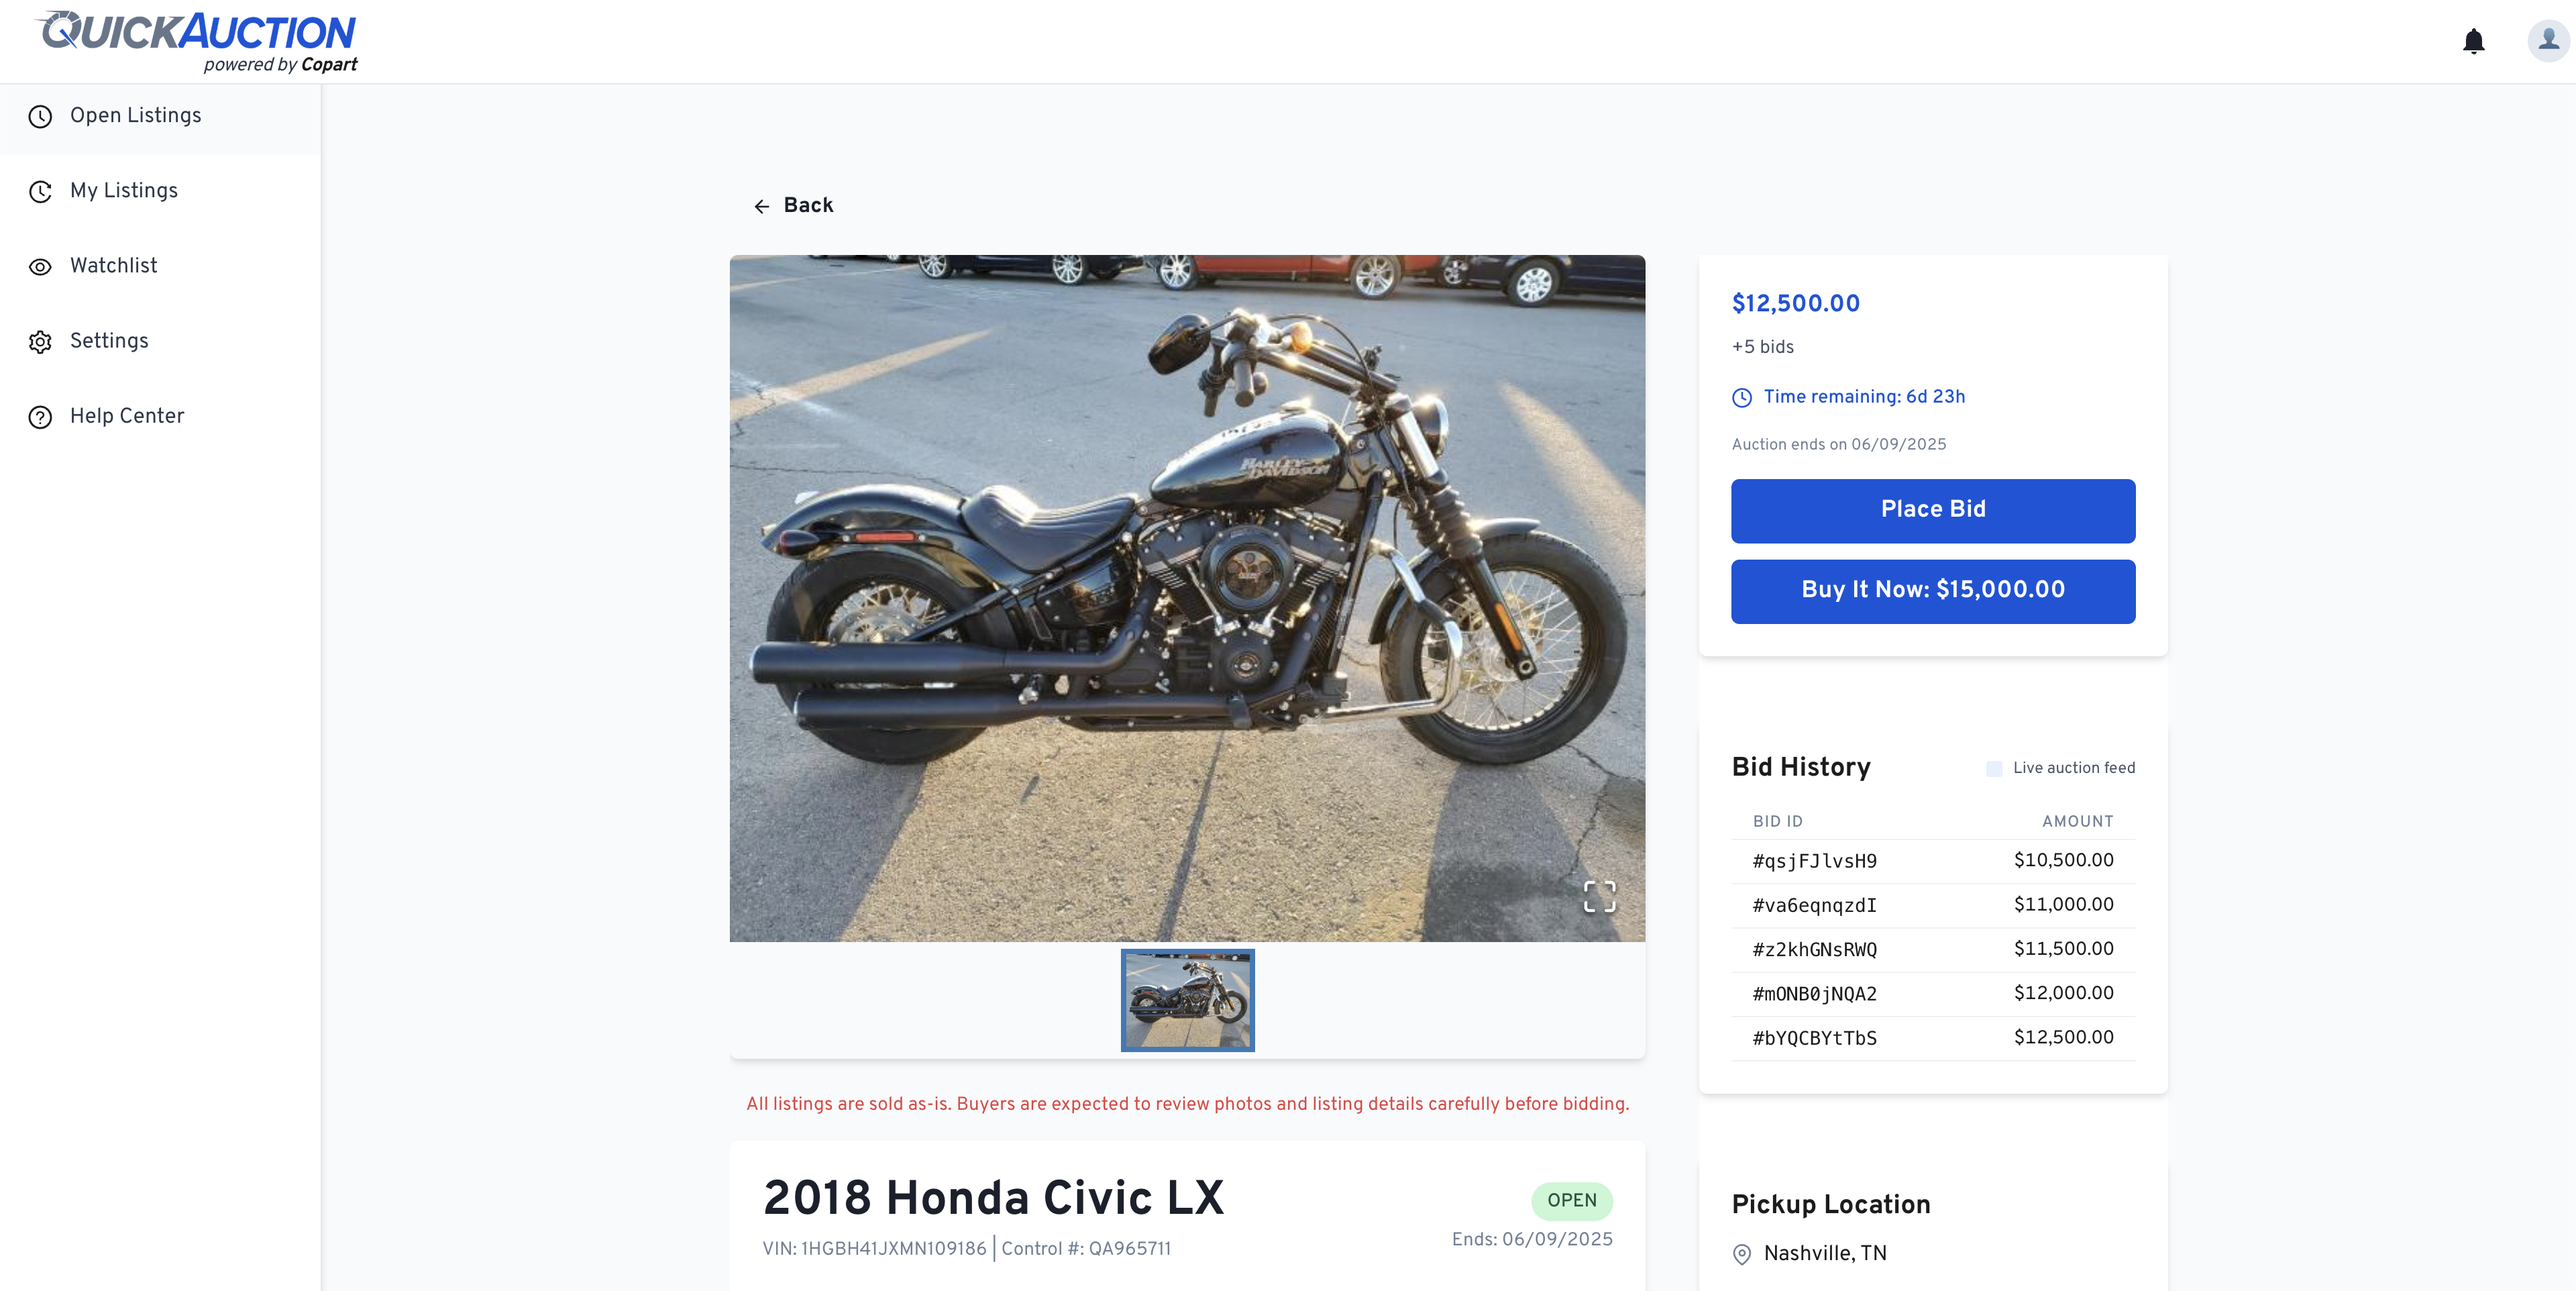 QUICKAUCTION
powered by Copart
Open Listings
My Listings
Watchlist
Settings
Help Center
Back
HARLEY-
DAVIDSON
$12,500.00
+5 bids
Time remaining: 6d 23h
Auction ends on 06/09/2025
Place Bid
Buy It Now: $15,000.00
Bid History
Live auction feed
BID ID AMOUNT
#qsjFJlvsH9 $10,500.00
#va6eqnqzdI $11,000.00
#z2khGNsRWQ $11,500.00
#mONB0jNQA2 $12,000.00
#bYQCBYtTbS $12,500.00
All listings are sold as-is. Buyers are expected to review photos and listing details carefully before bidding.
2018 Honda Civic LX
OPEN
VIN: 1HGBH41JXMN109186 | Control #: QA965711
Ends: 06/09/2025
Pickup Location
Nashville, TN